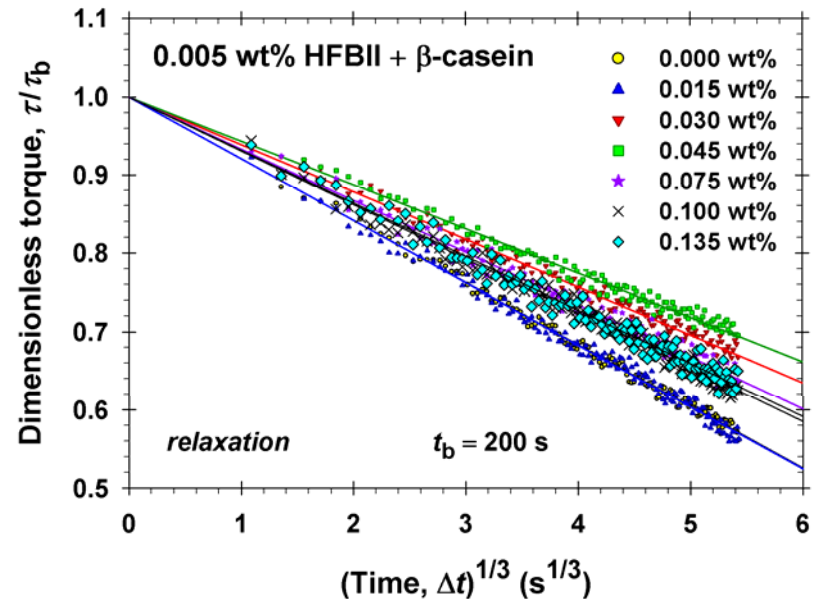 1.1
1.0
0.9
0.8
0.7
0.6
0.5
Dimensionless torque, τ/τb
0.005 wt% HFBII + β-casein
0.000 wt%
0.015 wt%
0.030 wt%
0.045 wt%
0.075 wt%
0.100 wt%
0.135 wt%
relaxation
tb = 200 s
0 1 2 3 4 5 6
(Time, Δt)1/3 (s1/3)